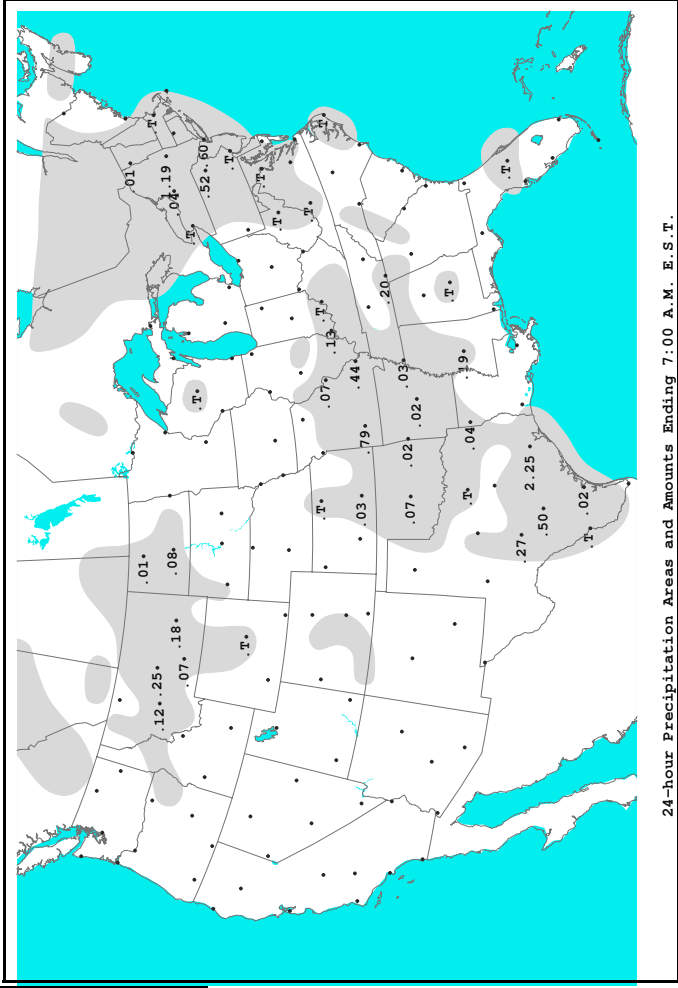 .01
T
.01
.12
.25
.08
1.19
.18
.04
.07
T
T
.60
.52
T
T
T
T
T
T
T
T
.07
.13
.44
.03
.79
.20
.03
.02
.07
.02
T
.19
T
.04
T
.27
2.25
.50
.02
T
24-hour Precipitation Areas and Amounts Ending 7:00 A.M. E.S.T.